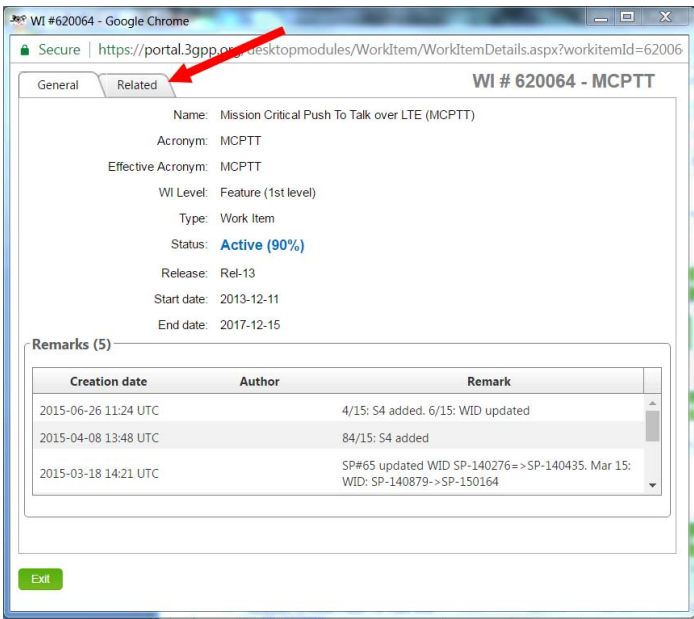 WI #620064 - Google Chrome
Secure | https://portal.3gpp.org/desktopmodules/WorkItem/WorkItemDetails.aspx?workitemId=62006
General Related WI # 620064 - MCPTT
Name: Mission Critical Push To Talk over LTE (MCPTT)
Acronym: MCPTT
Effective Acronym: MCPTT
WI Level: Feature (1st level)
Type: Work Item
Status: Active (90%)
Release: Rel-13
Start date: 2013-12-11
End date: 2017-12-15
Remarks (5)
Creation date Author Remark
2015-06-26 11:24 UTC 4/15: S4 added. 6/15: WID updated
2015-04-08 13:48 UTC 84/15: S4 added
2015-03-18 14:21 UTC SP#65 updated WID SP-140276=>SP-140435. Mar 15:
WID: SP-140879->SP-150164
Exit